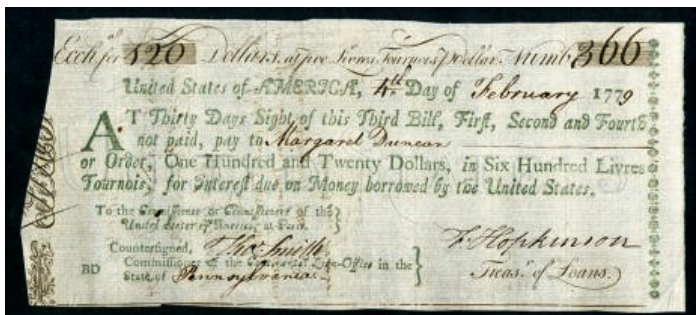 Exch.ᵃ for 120 Dollars, at five Livres Tournois ⅌ Dollar. Numb. 366
United States of AMERICA, 4th Day of February 1779
AT Thirty Days Sight of this Third Bill, First, Second and Fourth
not paid, pay to Margaret Duncan
or Order, One Hundred and Twenty Dollars, in Six Hundred Livres
Tournois, for Interest due on Money borrowed by the United States.
To the Commissioner or Commissioners of the
United States of America, at Paris.
Countersigned, Thos. Smith
Commissioner of the Continental Loan-Office in the
State of Pennsylvania
BD
F. Hopkinson
Treasr. of Loans.